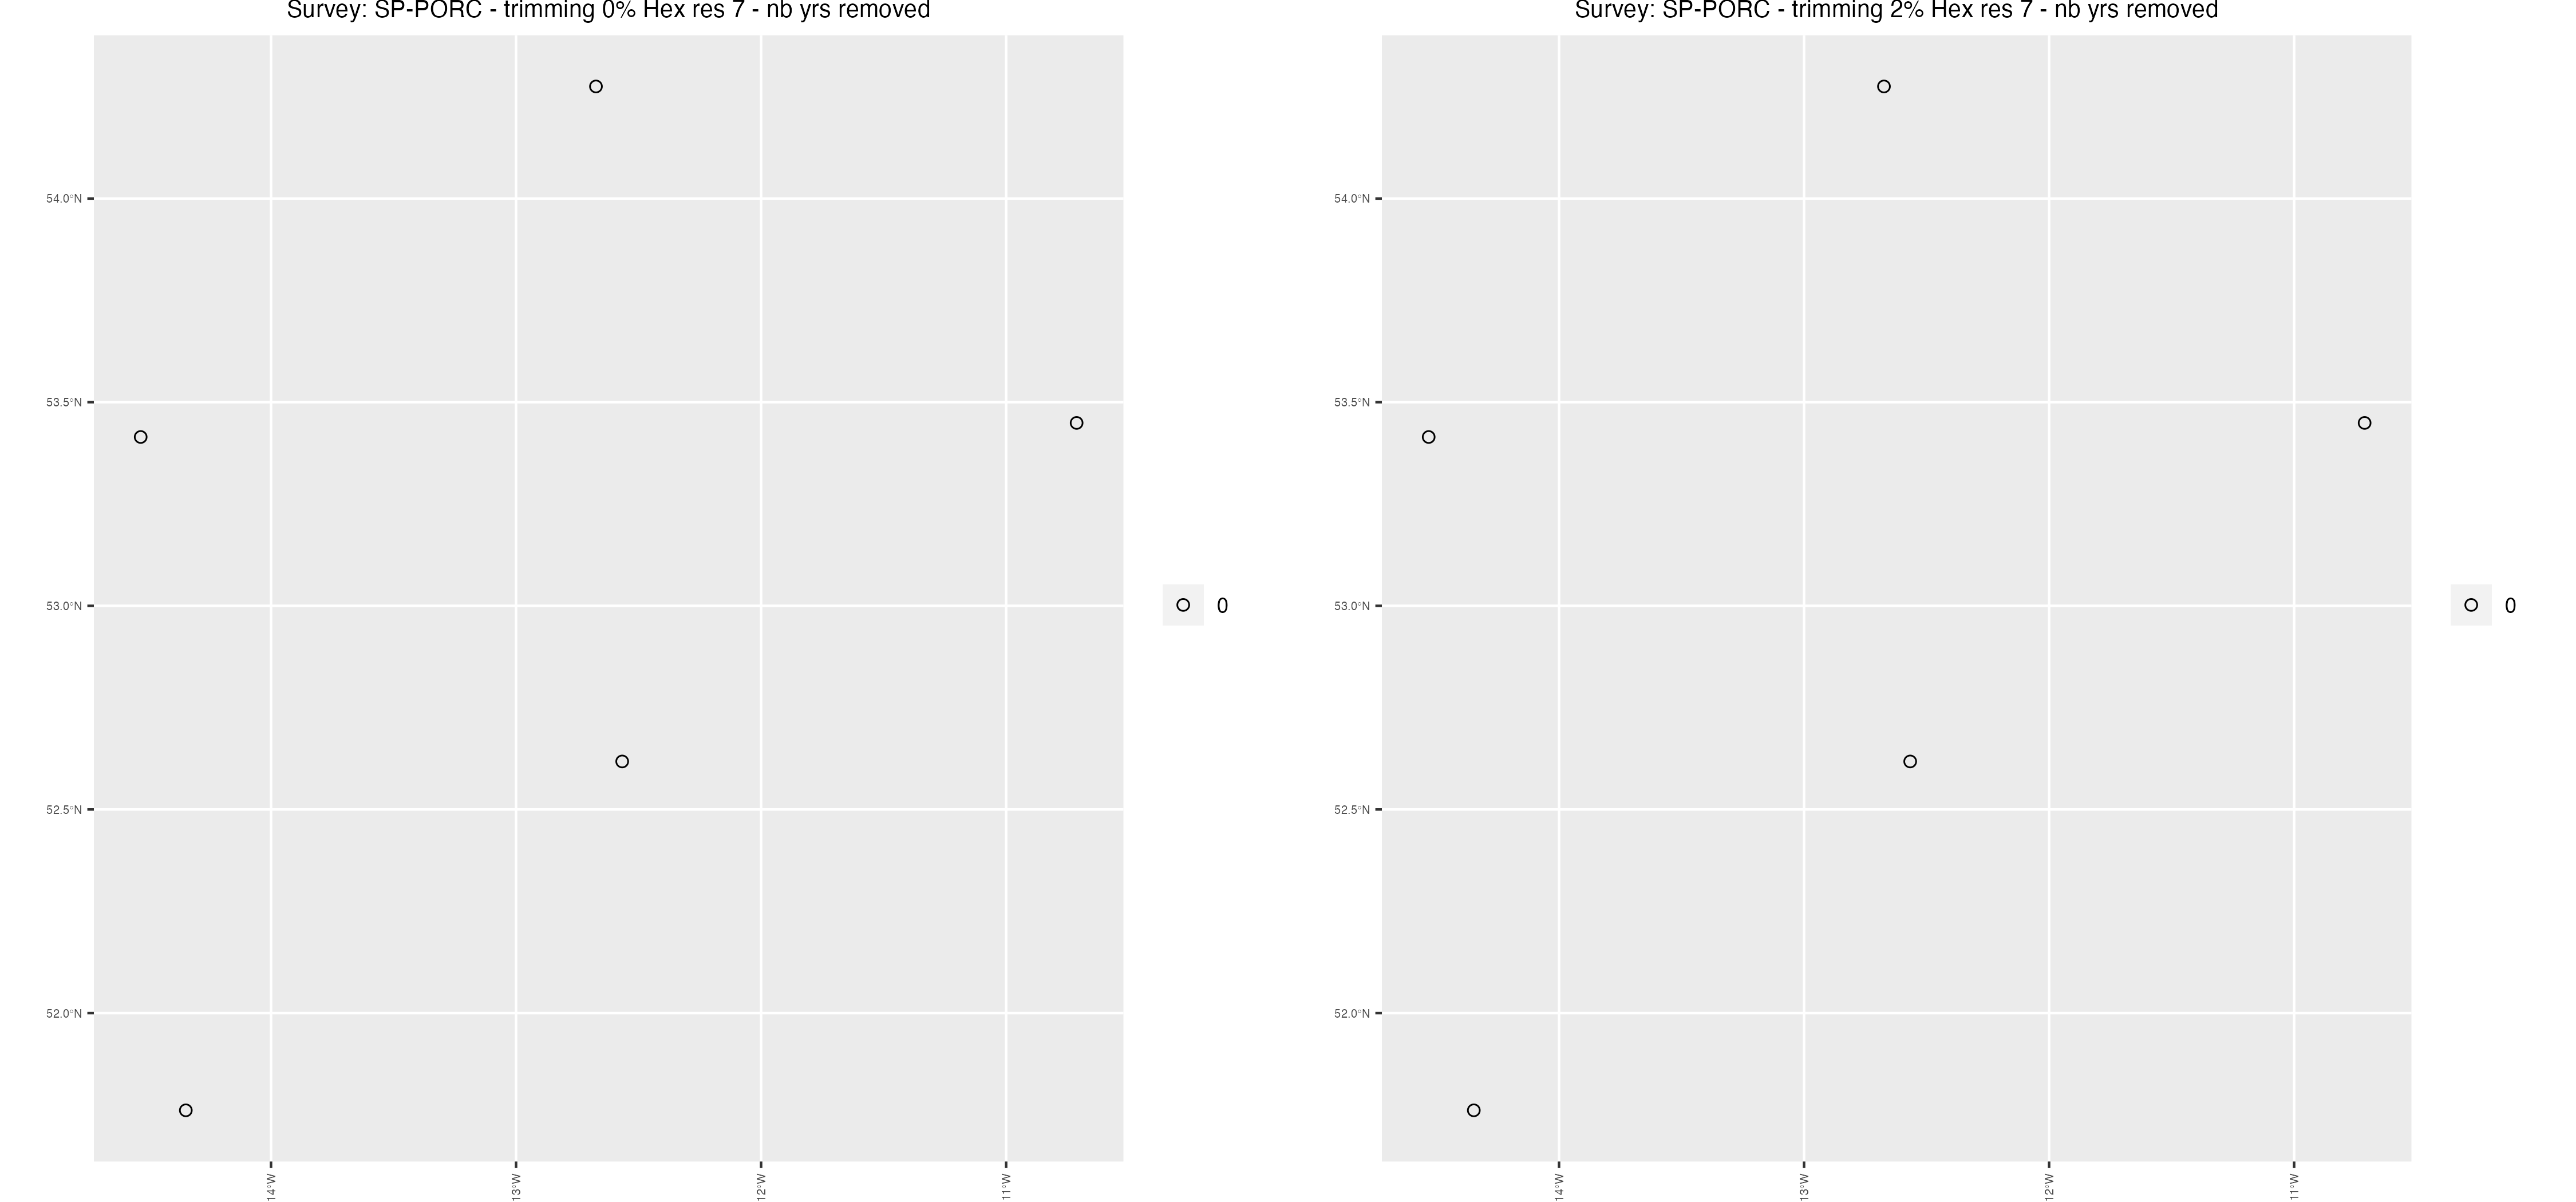 Survey: SP-PORC - trimming 0% Hex res 7 - nb yrs removed
54.0°N
53.5°N
53.0°N
52.5°N
52.0°N
14°W
13°W
12°W
11°W
0
Survey: SP-PORC - trimming 2% Hex res 7 - nb yrs removed
54.0°N
53.5°N
53.0°N
52.5°N
52.0°N
14°W
13°W
12°W
11°W
0